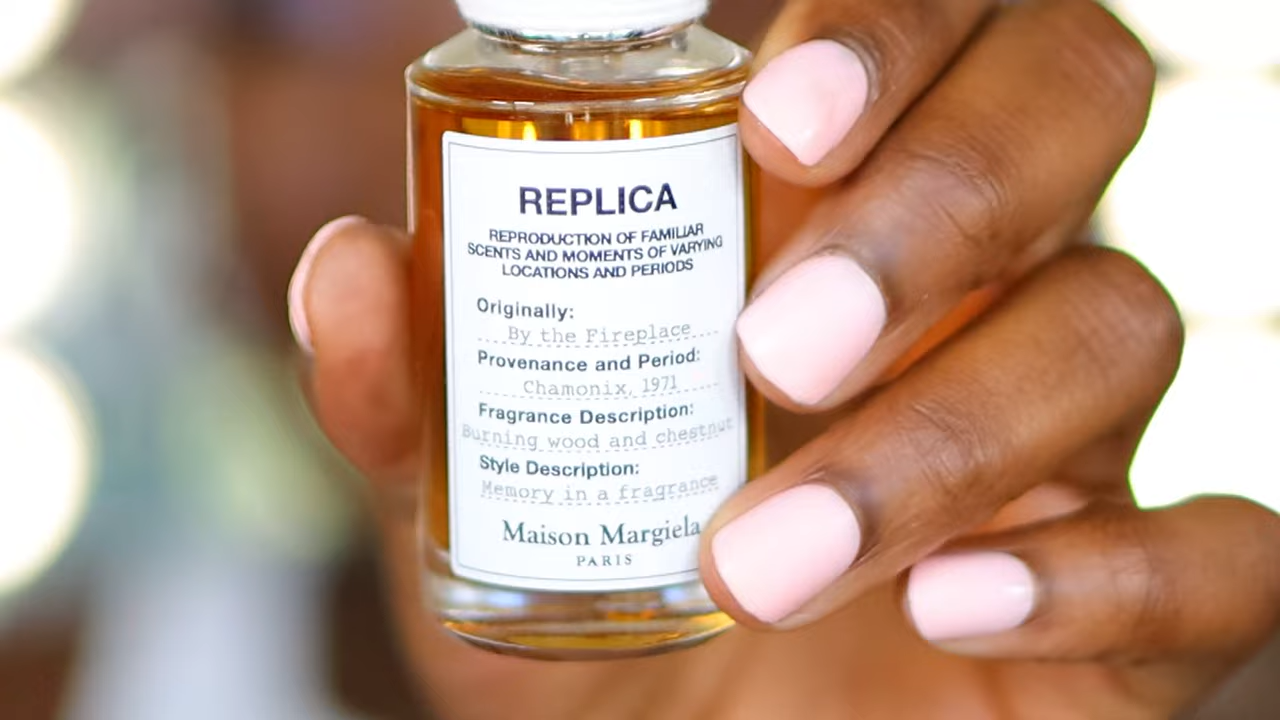 REPLICA
REPRODUCTION OF FAMILIAR
SCENTS AND MOMENTS OF VARYING
LOCATIONS AND PERIODS
Originally:
By the Fireplace
Provenance and Period:
Chamonix, 1971
Fragrance Description:
Burning wood and chestnut
Style Description:
Memory in a fragrance
Maison Margiela
PARIS